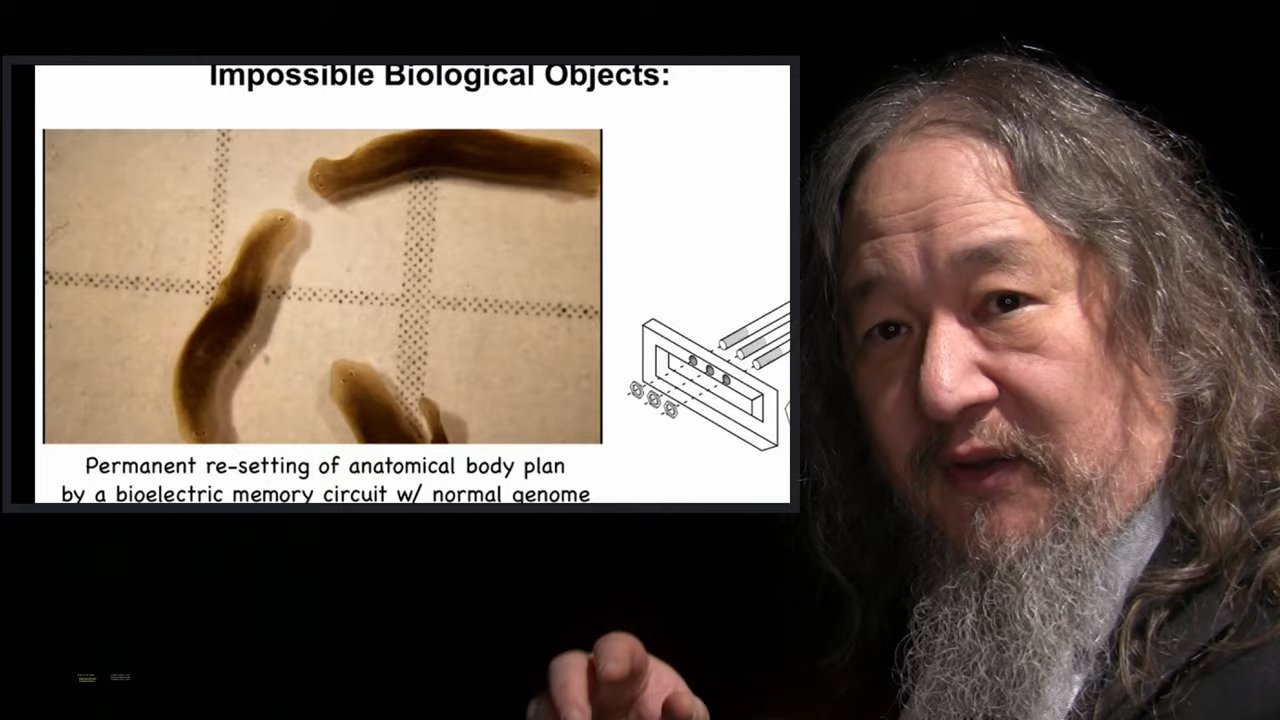 Impossible Biological Objects:
Permanent re-setting of anatomical body plan
by a bioelectric memory circuit w/ normal genome